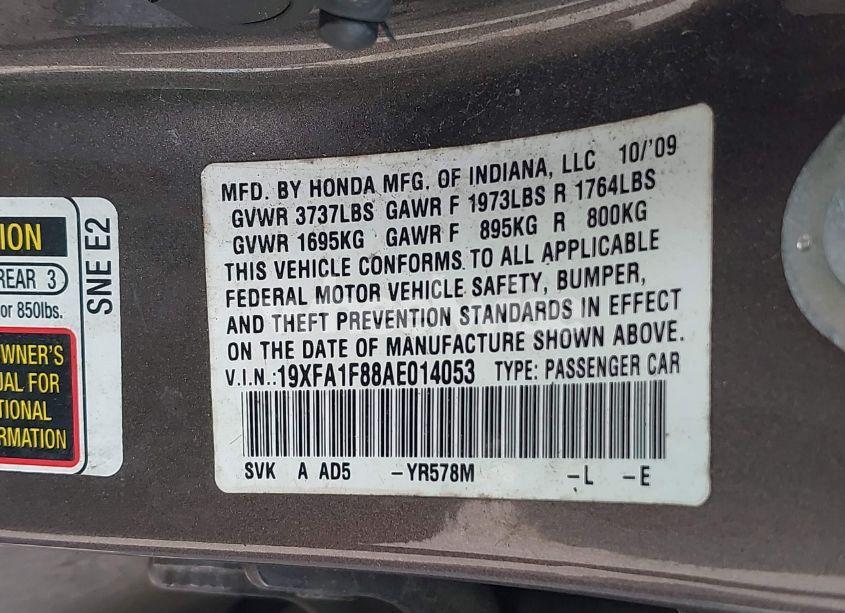 ION
REAR 3
or 850lbs.
OWNER'S
UAL FOR
TIONAL
ORMATION
SNE E2
MFD. BY HONDA MFG. OF INDIANA, LLC 10/'09
GVWR 3737LBS GAWR F 1973LBS R 1764LBS
GVWR 1695KG GAWR F 895KG R 800KG
THIS VEHICLE CONFORMS TO ALL APPLICABLE
FEDERAL MOTOR VEHICLE SAFETY, BUMPER,
AND THEFT PREVENTION STANDARDS IN EFFECT
ON THE DATE OF MANUFACTURE SHOWN ABOVE.
V.I.N.:19XFA1F88AE014053 TYPE: PASSENGER CAR
SVK A AD5 -YR578M -L -E